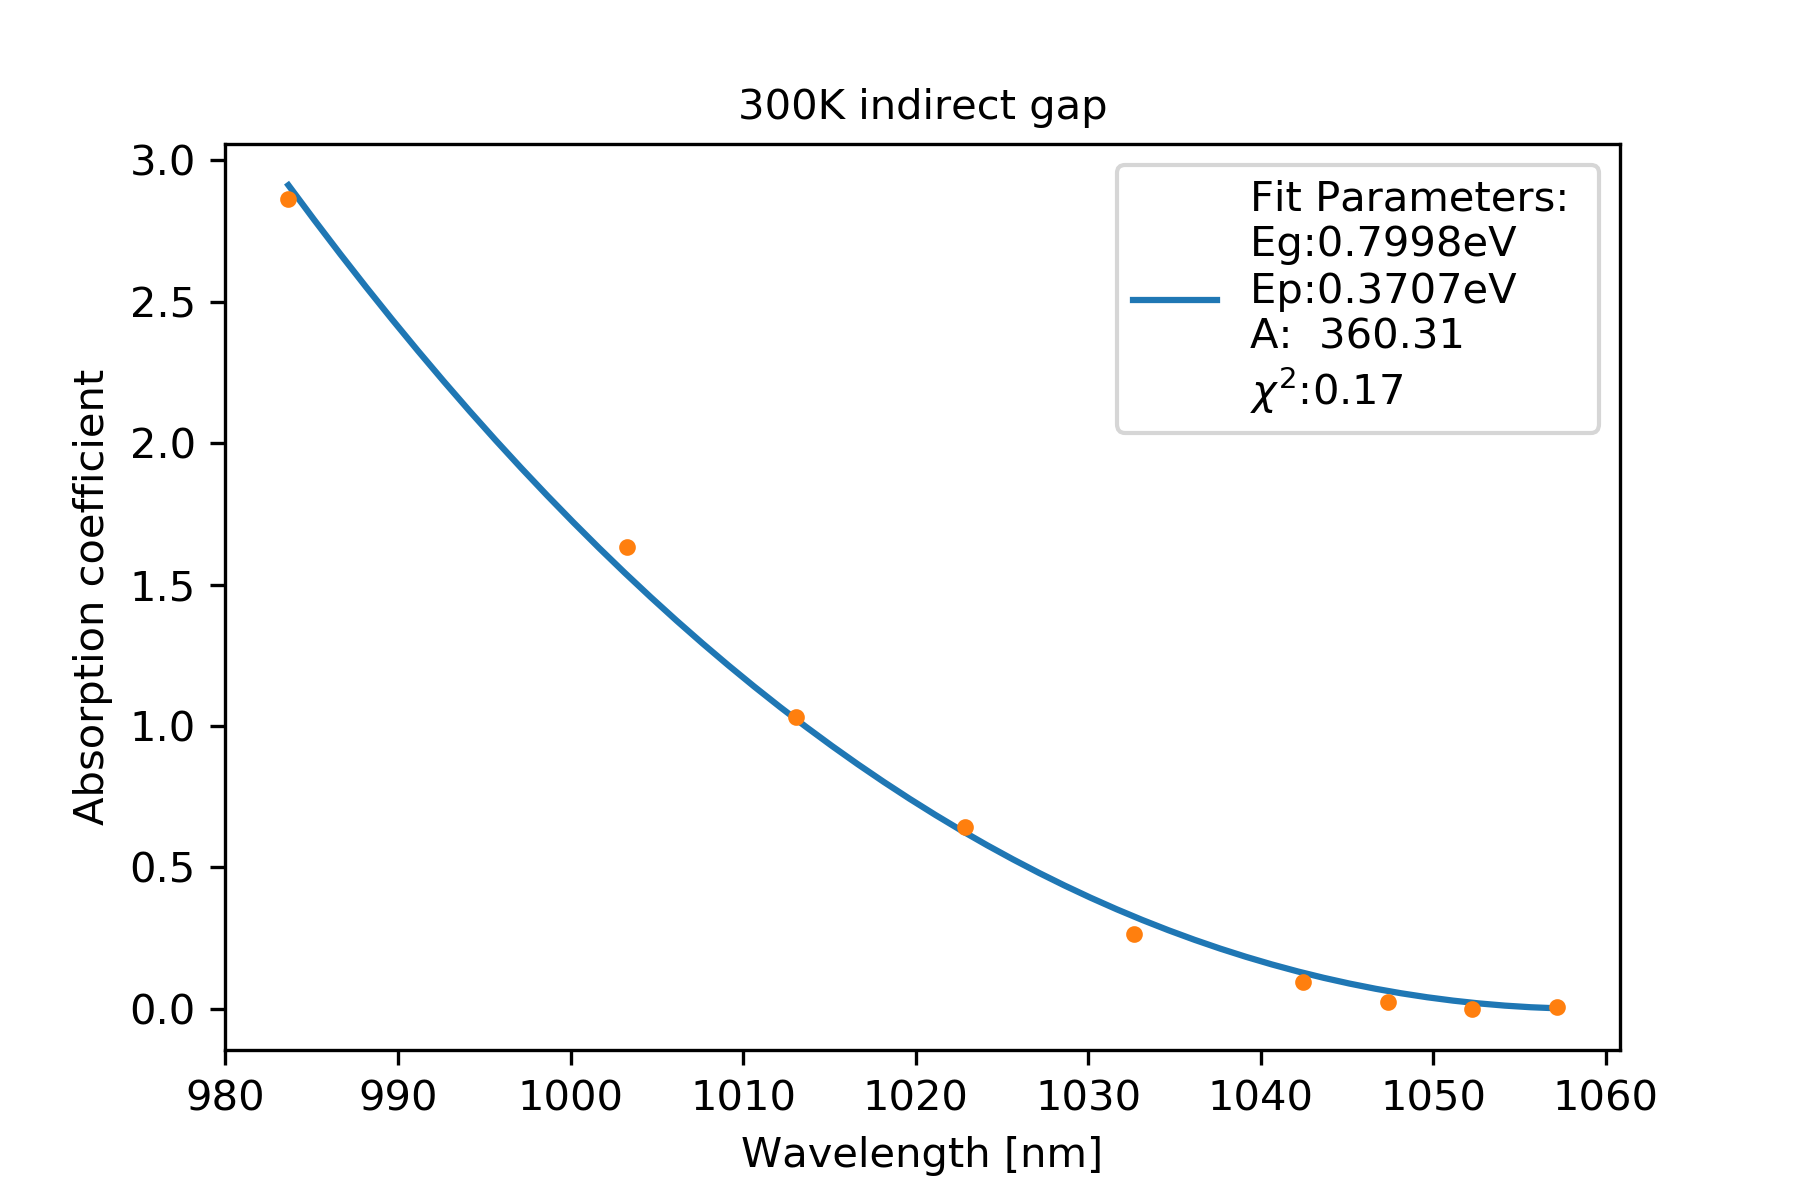 300K indirect gap
3.0
2.5
2.0
1.5
1.0
0.5
0.0
Absorption coefficient
Fit Parameters:
Eg:0.7998eV
Ep:0.3707eV
A:  360.31
χ²:0.17
980 990 1000 1010 1020 1030 1040 1050 1060
Wavelength [nm]